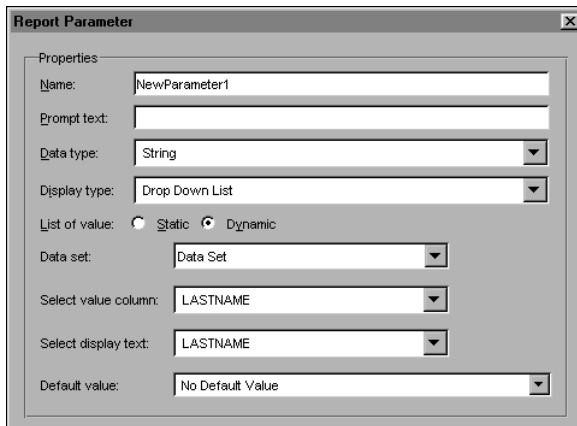 Report Parameter
Properties
Name: NewParameter1
Prompt text:
Data type: String
Display type: Drop Down List
List of value: Static Dynamic
Data set: Data Set
Select value column: LASTNAME
Select display text: LASTNAME
Default value: No Default Value